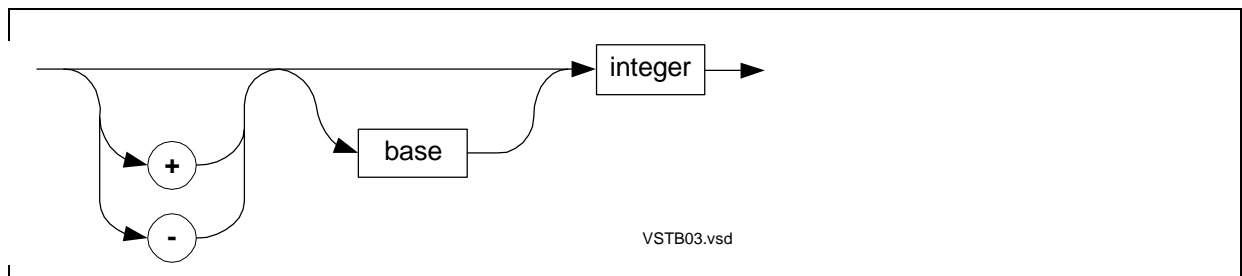 integer
base
+
-
VSTB03.vsd